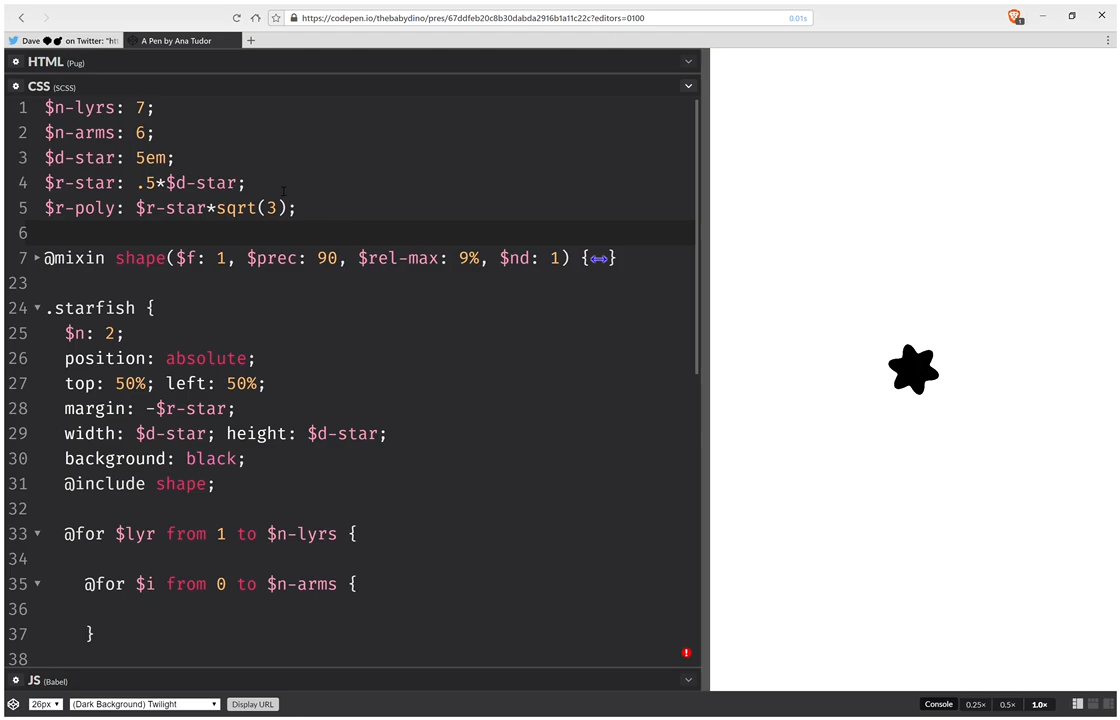 https://codepen.io/thebabydino/pres/67ddfeb20c8b30dabda2916b1a11c22c?editors=0100
0.01s
1
Dave on Twitter: "htt
A Pen by Ana Tudor
HTML (Pug)
CSS (SCSS)
1 $n-lyrs: 7;
2 $n-arms: 6;
3 $d-star: 5em;
4 $r-star: .5*$d-star;
5 $r-poly: $r-star*sqrt(3);
6
7 @mixin shape($f: 1, $prec: 90, $rel-max: 9%, $nd: 1) {↔}
23
24 .starfish {
25 $n: 2;
26 position: absolute;
27 top: 50%; left: 50%;
28 margin: -$r-star;
29 width: $d-star; height: $d-star;
30 background: black;
31 @include shape;
32
33 @for $lyr from 1 to $n-lyrs {
34
35 @for $i from 0 to $n-arms {
36
37 }
38
JS (Babel)
26px (Dark Background) Twilight Display URL Console 0.25× 0.5× 1.0×